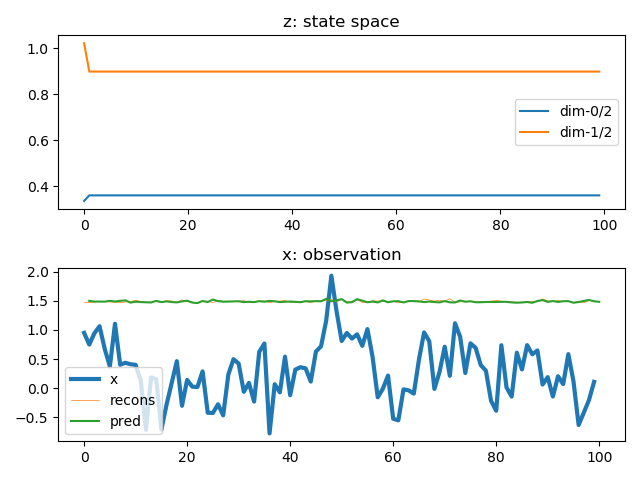 z: state space
1.0
0.8
0.6
0.4
dim-0/2
dim-1/2
0 20 40 60 80 100
x: observation
2.0
1.5
1.0
0.5
0.0
−0.5
x
recons
pred
0 20 40 60 80 100